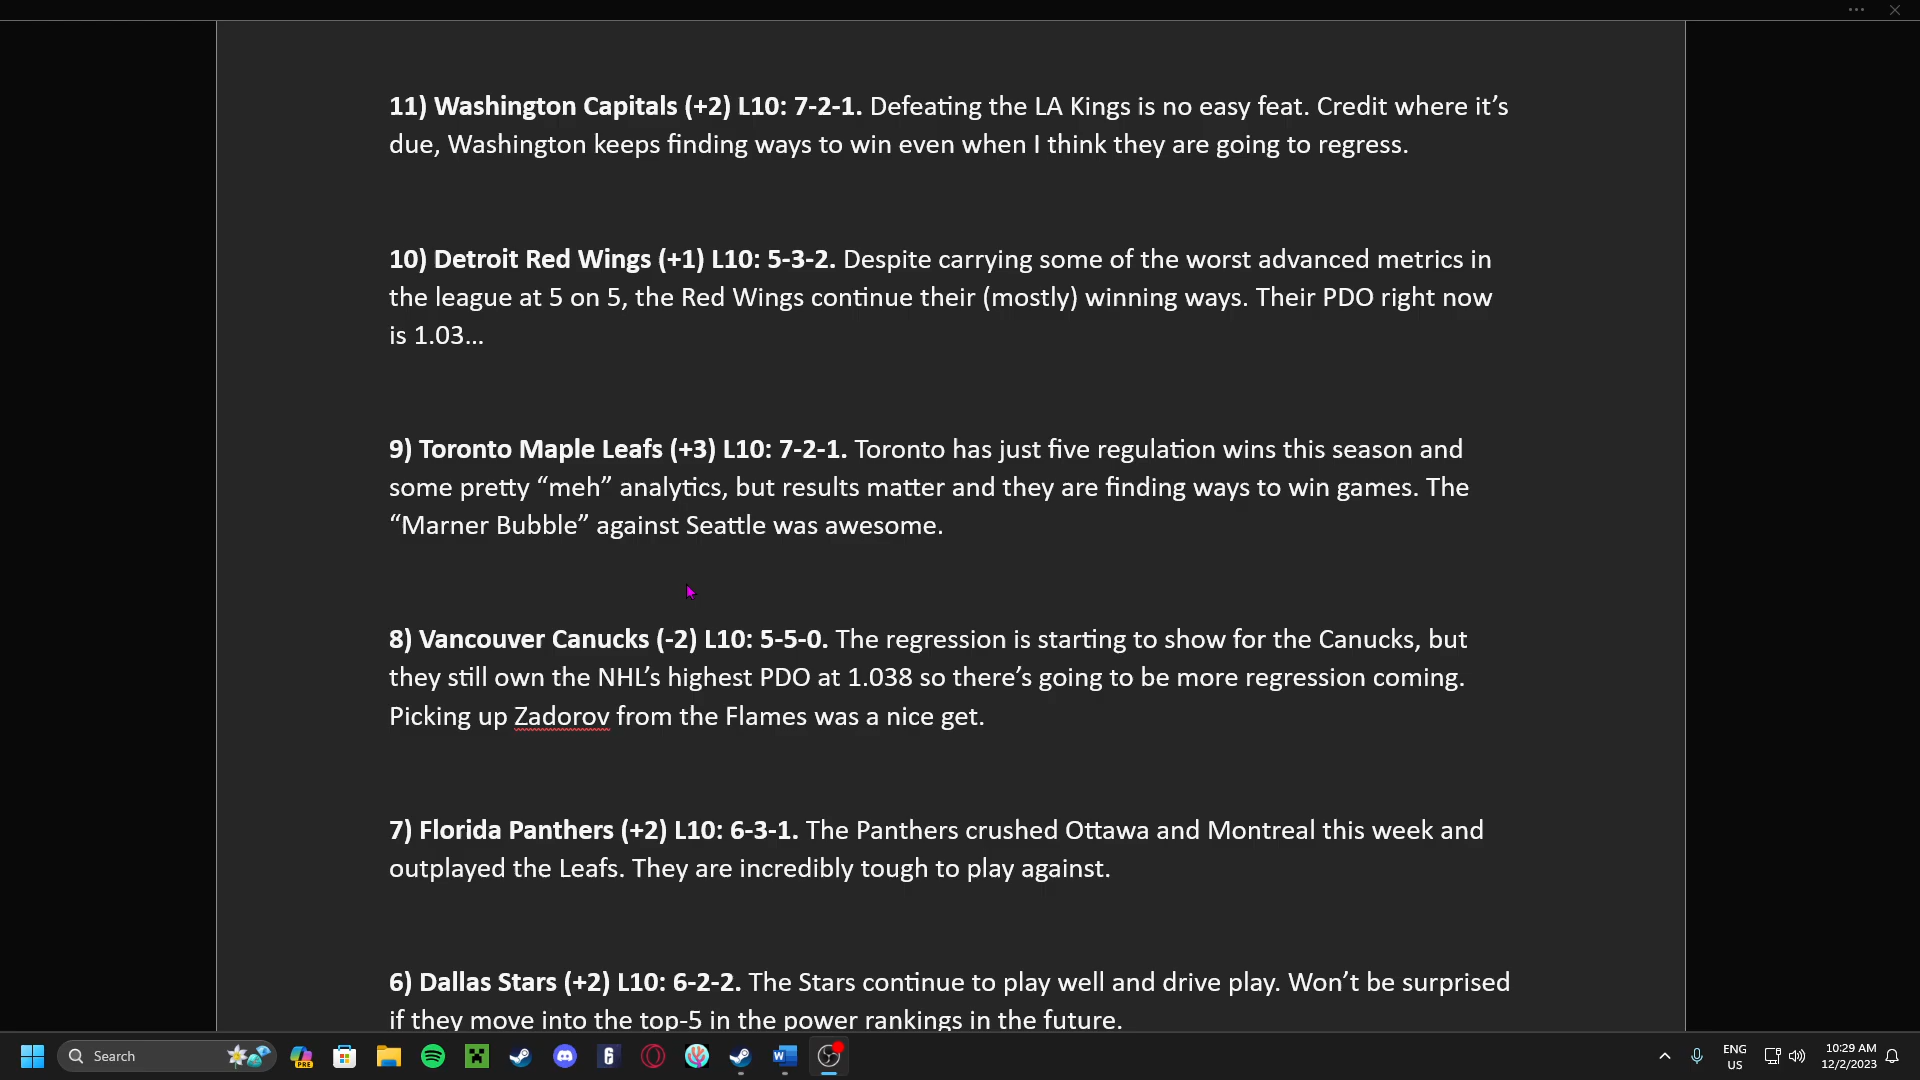 11) Washington Capitals (+2) L10: 7-2-1. Defeating the LA Kings is no easy feat. Credit where it’s
due, Washington keeps finding ways to win even when I think they are going to regress.
10) Detroit Red Wings (+1) L10: 5-3-2. Despite carrying some of the worst advanced metrics in
the league at 5 on 5, the Red Wings continue their (mostly) winning ways. Their PDO right now
is 1.03…
9) Toronto Maple Leafs (+3) L10: 7-2-1. Toronto has just five regulation wins this season and
some pretty “meh” analytics, but results matter and they are finding ways to win games. The
“Marner Bubble” against Seattle was awesome.
8) Vancouver Canucks (-2) L10: 5-5-0. The regression is starting to show for the Canucks, but
they still own the NHL’s highest PDO at 1.038 so there’s going to be more regression coming.
Picking up Zadorov from the Flames was a nice get.
7) Florida Panthers (+2) L10: 6-3-1. The Panthers crushed Ottawa and Montreal this week and
outplayed the Leafs. They are incredibly tough to play against.
6) Dallas Stars (+2) L10: 6-2-2. The Stars continue to play well and drive play. Won’t be surprised
if they move into the top-5 in the power rankings in the future.
Search
PRE
ENG
US
10:29 AM
12/2/2023